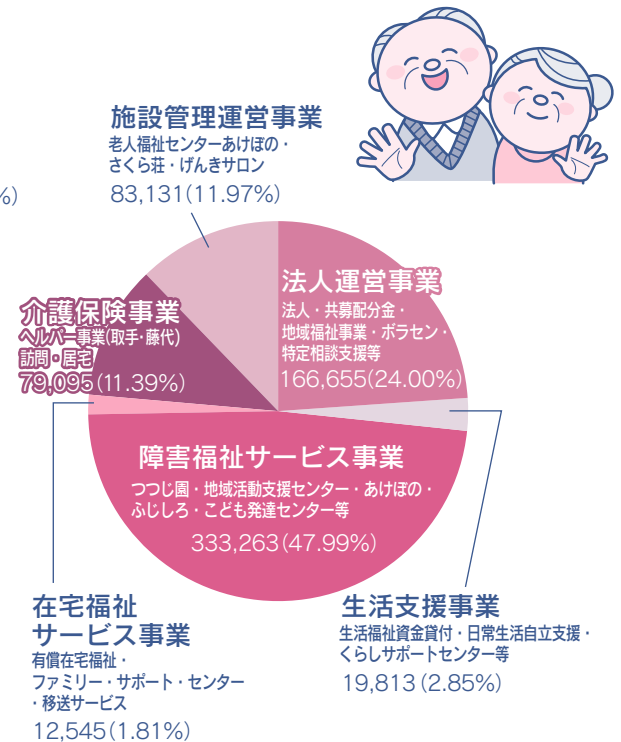 施設管理運営事業
老人福祉センターあけぼの・
さくら荘・げんきサロン
83,131(11.97%)
%)
法人運営事業
法人・共募配分金・
地域福祉事業・ボラセン・
特定相談支援等
166,655(24.00%)
介護保険事業
ヘルパー事業(取手・藤代)
訪問・居宅
79,095(11.39%)
障害福祉サービス事業
つつじ園・地域活動支援センター・あけぼの・
ふじしろ・こども発達センター等
333,263(47.99%)
在宅福祉
サービス事業
有償在宅福祉・
ファミリー・サポート・センター
・移送サービス
12,545(1.81%)
生活支援事業
生活福祉資金貸付・日常生活自立支援・
くらしサポートセンター等
19,813(2.85%)